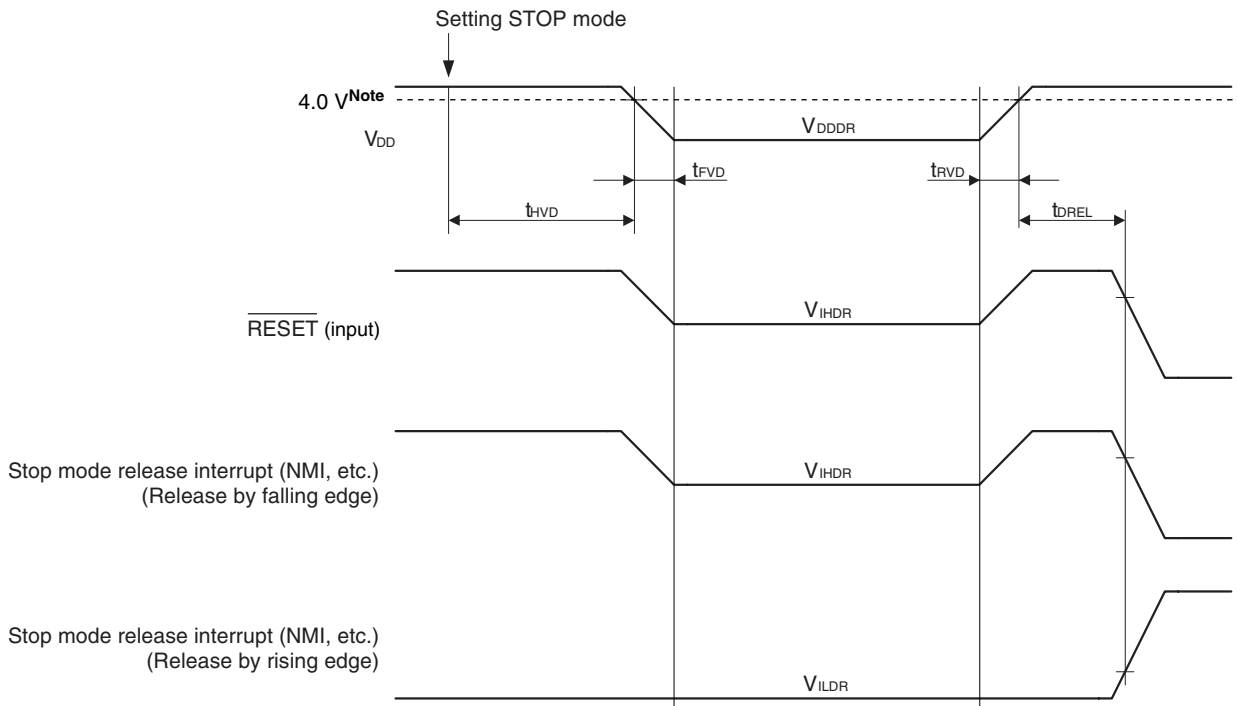 Setting STOP mode
4.0 VNote
VDD
VDDDR
tFVD
tRVD
tHVD
tDREL
RESET (input)
VIHDR
Stop mode release interrupt (NMI, etc.)
(Release by falling edge)
VIHDR
Stop mode release interrupt (NMI, etc.)
(Release by rising edge)
VILDR